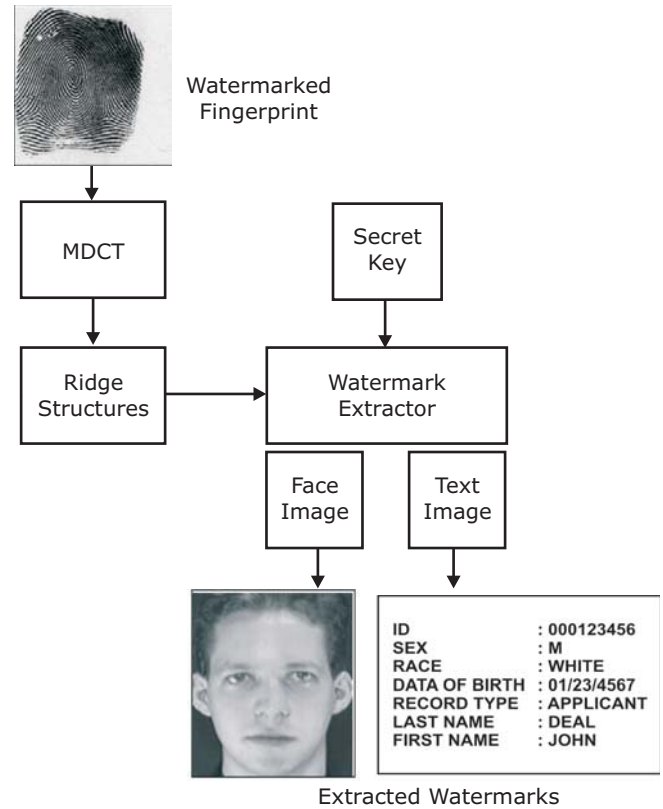 Watermarked
Fingerprint
MDCT
Secret
Key
Ridge
Structures
Watermark
Extractor
Face
Image
Text
Image
ID : 000123456
SEX : M
RACE : WHITE
DATA OF BIRTH : 01/23/4567
RECORD TYPE : APPLICANT
LAST NAME : DEAL
FIRST NAME : JOHN
Extracted Watermarks